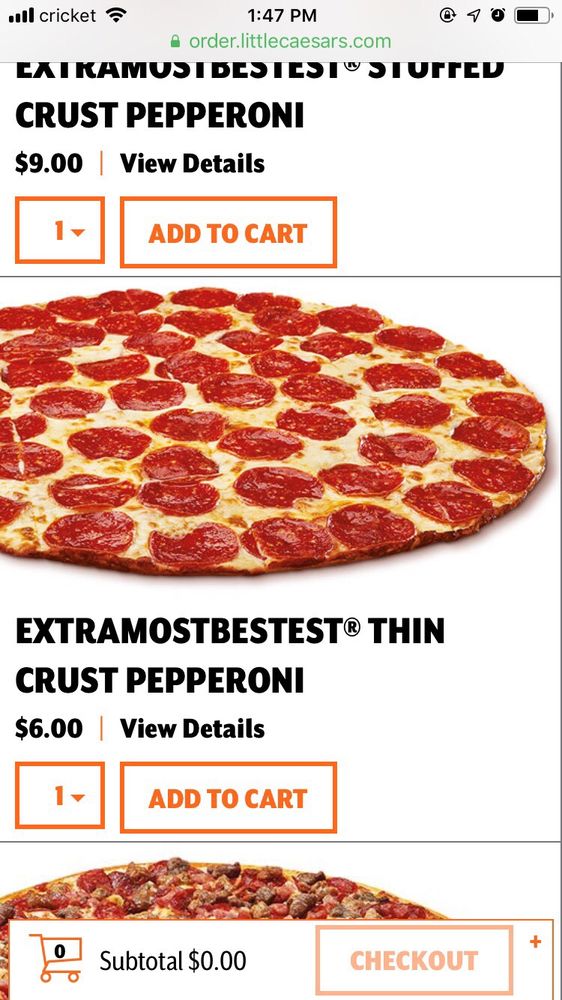 cricket 1:47 PM
order.littlecaesars.com
EXTRAMOSTBESTEST® STUFFED
CRUST PEPPERONI
$9.00 | View Details
1 ADD TO CART
EXTRAMOSTBESTEST® THIN
CRUST PEPPERONI
$6.00 | View Details
1 ADD TO CART
0 Subtotal $0.00 CHECKOUT +